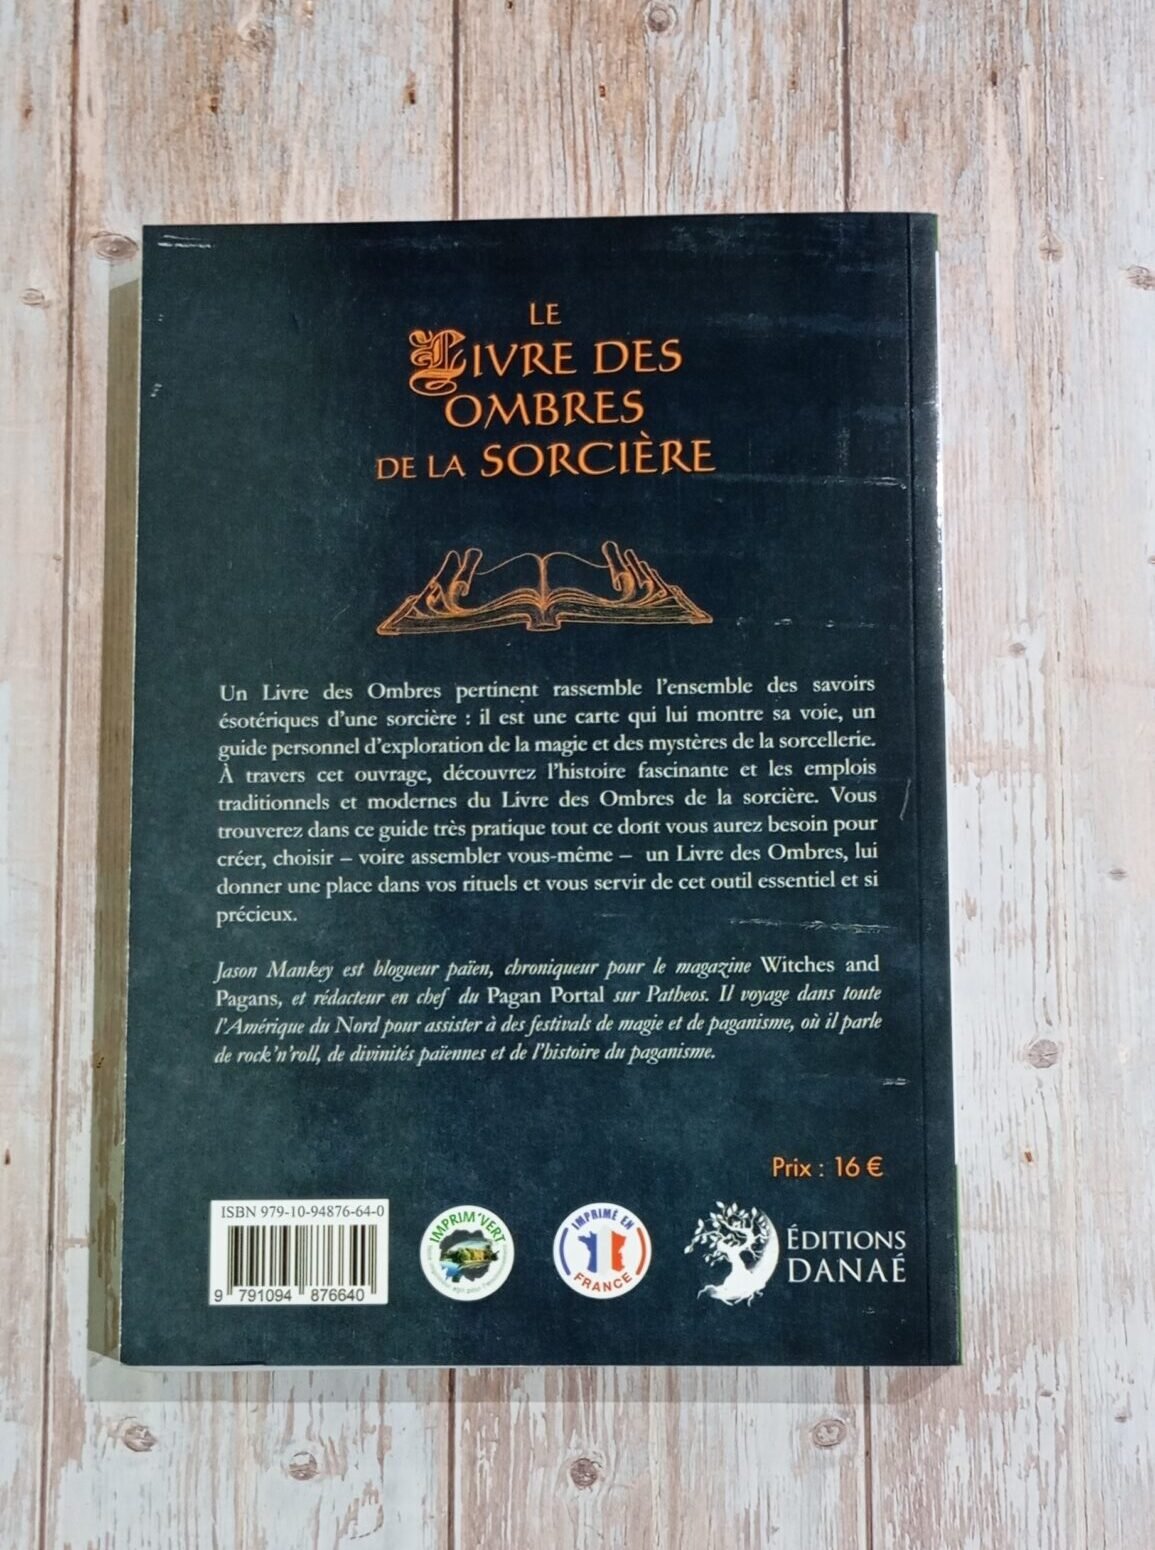 LE
LIVRE DES
OMBRES
DE LA SORCIÈRE
Un Livre des Ombres pertinent rassemble l'ensemble des savoirs
ésotériques d'une sorcière : il est une carte qui lui montre sa voie, un
guide personnel d'exploration de la magie et des mystères de la sorcellerie.
À travers cet ouvrage, découvrez l'histoire fascinante et les emplois
traditionnels et modernes du Livre des Ombres de la sorcière. Vous
trouverez dans ce guide très pratique tout ce dont vous aurez besoin pour
créer, choisir – voire assembler vous-même – un Livre des Ombres, lui
donner une place dans vos rituels et vous servir de cet outil essentiel et si
précieux.
Jason Mankey est blogueur païen, chroniqueur pour le magazine Witches and
Pagans, et rédacteur en chef du Pagan Portal sur Patheos. Il voyage dans toute
l'Amérique du Nord pour assister à des festivals de magie et de paganisme, où il parle
de rock'n'roll, de divinités païennes et de l'histoire du paganisme.
Prix : 16 €
ISBN 979-10-94876-64-0
9 791094 876640
IMPRIM'VERT
IMPRIMÉ EN
FRANCE
ÉDITIONS
DANAÉ